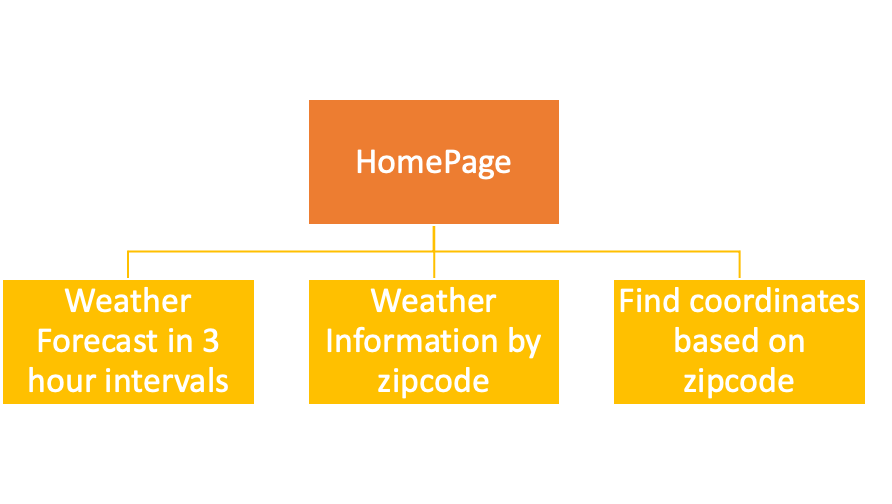 HomePage
Weather
Forecast in 3
hour intervals
Weather
Information by
zipcode
Find coordinates
based on
zipcode